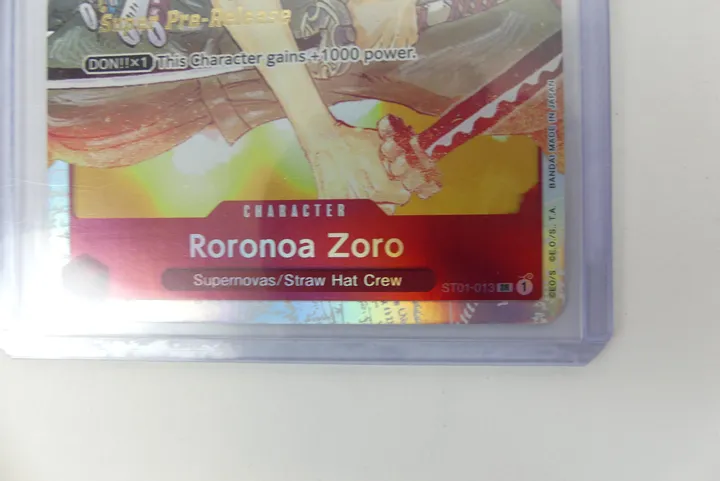 Super Pre-Release
DON!!×1 This Character gains +1000 power.
CHARACTER
Roronoa Zoro
Supernovas/Straw Hat Crew
ST01-013 SR 1
©E.O/S. ©E.O/S., T.A. BANDAI MADE IN JAPAN